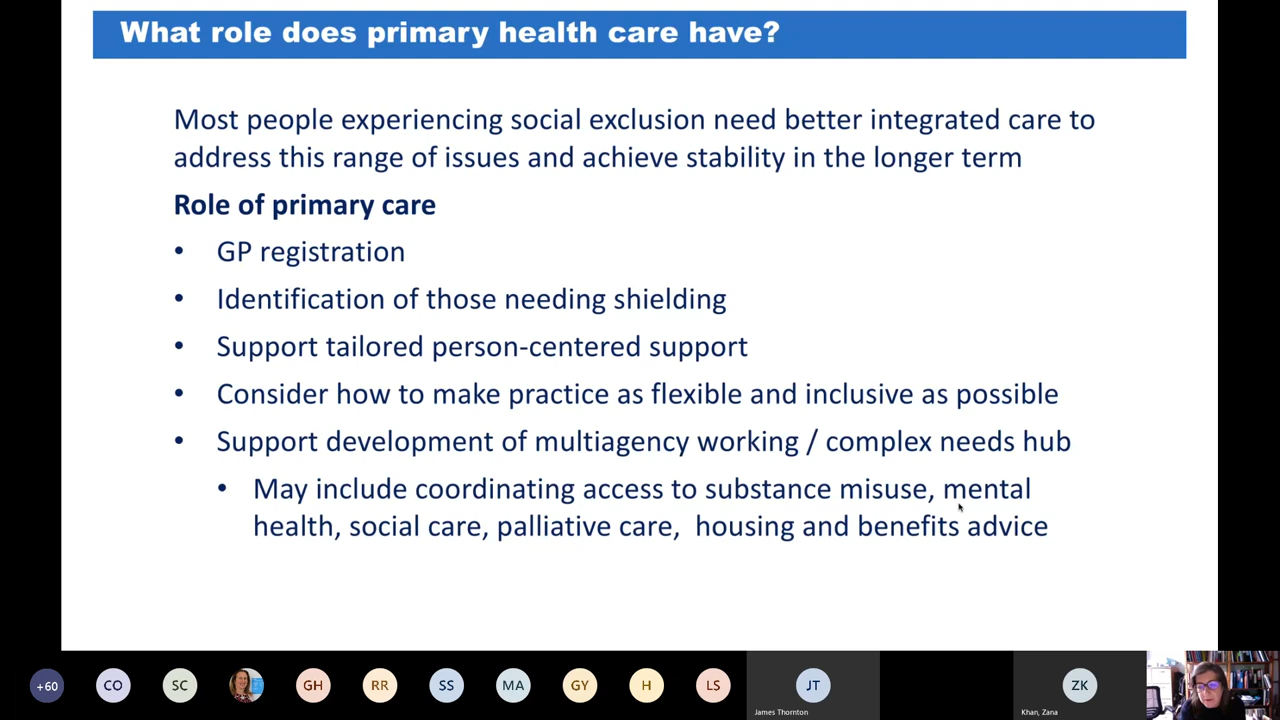 What role does primary health care have?
Most people experiencing social exclusion need better integrated care to
address this range of issues and achieve stability in the longer term
Role of primary care
• GP registration
• Identification of those needing shielding
• Support tailored person-centered support
• Consider how to make practice as flexible and inclusive as possible
• Support development of multiagency working / complex needs hub
• May include coordinating access to substance misuse, mental
health, social care, palliative care,  housing and benefits advice
+60 CO SC GH RR SS MA GY H LS JT ZK
James Thornton Khan, Zana